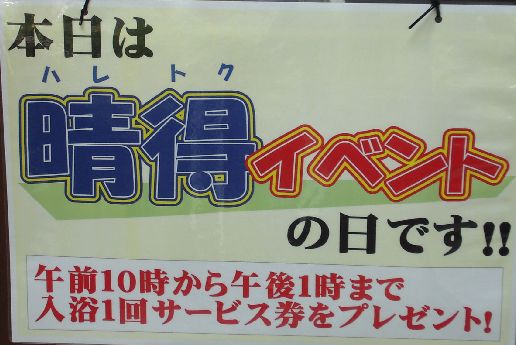 本日は
ハレ トク
晴得イベント
の日です!!
午前10時から午後1時まで
入浴1回サービス券をプレゼント!